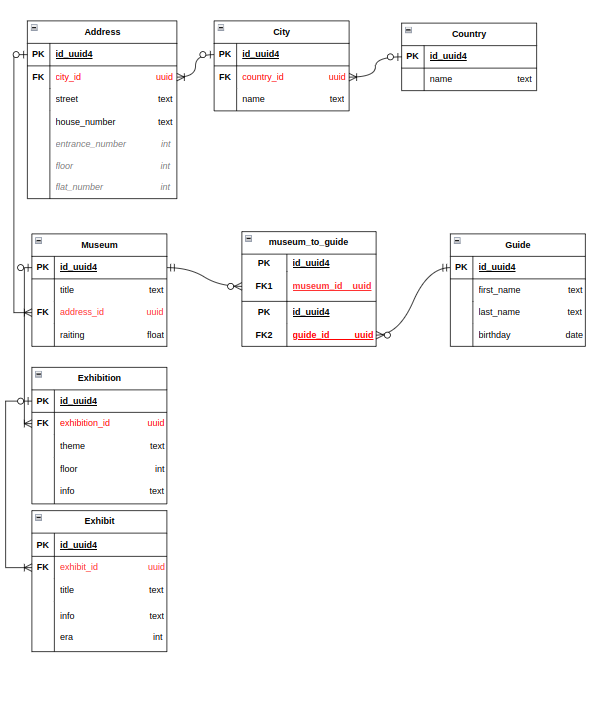 Address
PK id_uuid4
FK city_id uuid
street text
house_number text
entrance_number int
floor int
flat_number int
City
PK id_uuid4
FK country_id uuid
name text
Country
PK id_uuid4
name text
Museum
PK id_uuid4
title text
FK address_id uuid
raiting float
museum_to_guide
PK id_uuid4
FK1 museum_id uuid
PK id_uuid4
FK2 guide_id uuid
Guide
PK id_uuid4
first_name text
last_name text
birthday date
Exhibition
PK id_uuid4
FK exhibition_id uuid
theme text
floor int
info text
Exhibit
PK id_uuid4
FK exhibit_id uuid
title text
info text
era int